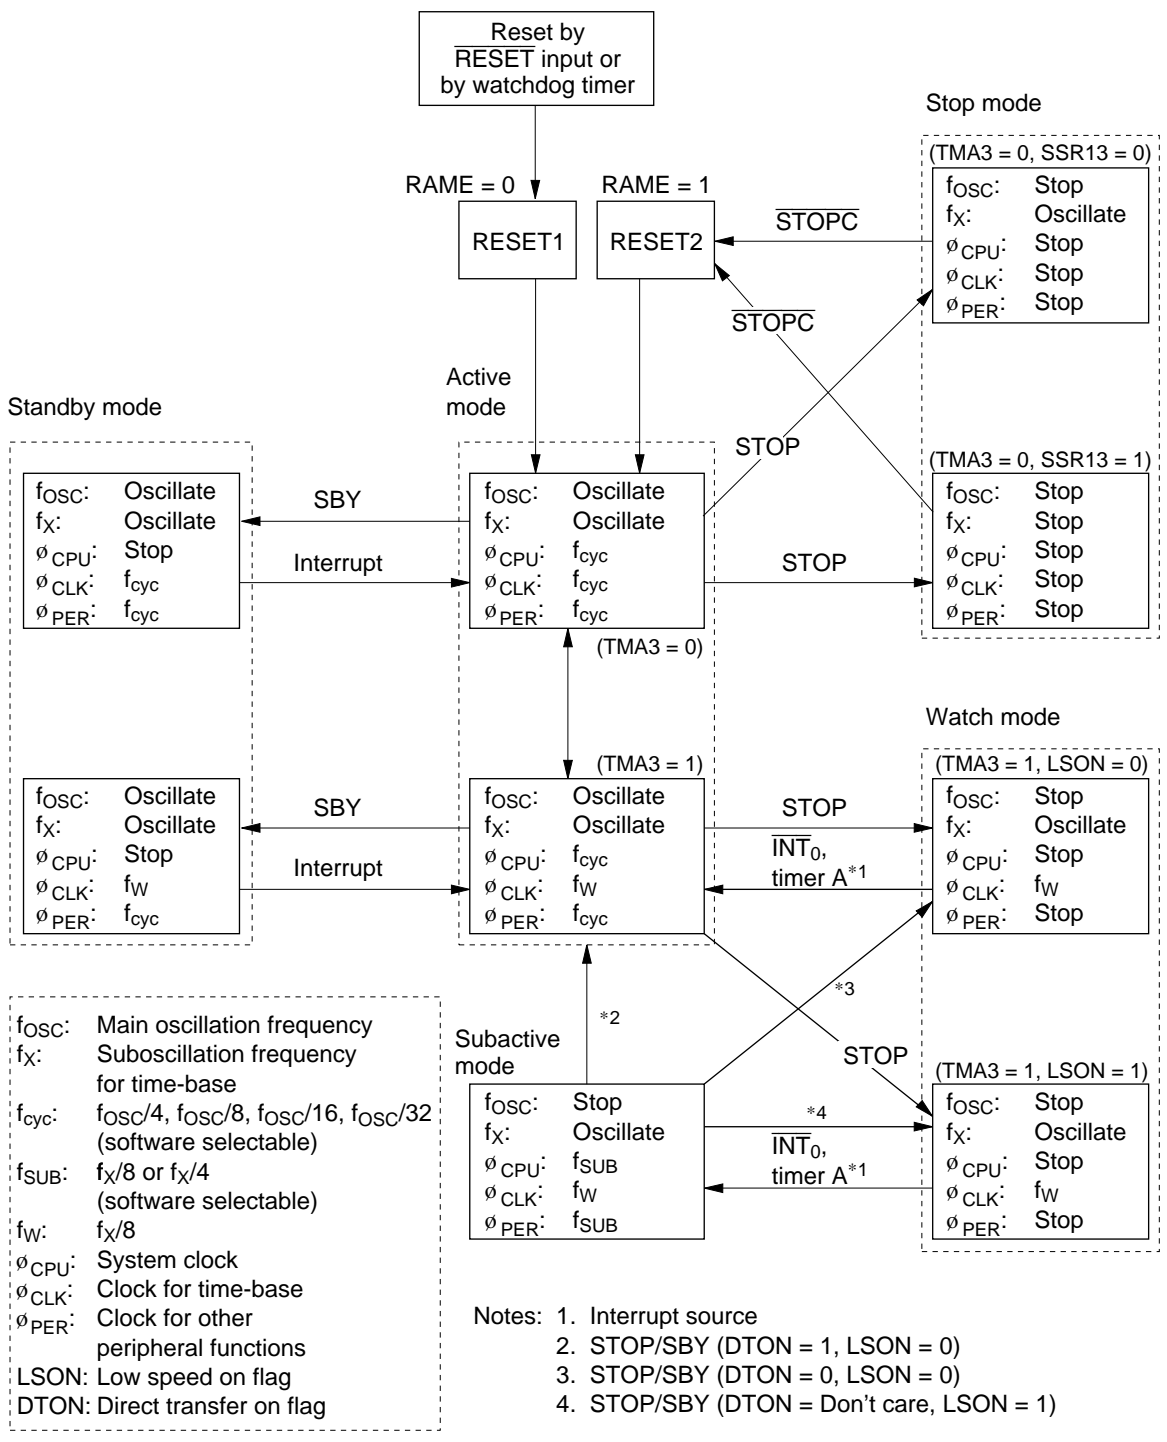 Reset by
RESET input or
by watchdog timer
Stop mode
(TMA3 = 0, SSR13 = 0)
fOSC: Stop
fX: Oscillate
øCPU: Stop
øCLK: Stop
øPER: Stop
RAME = 0
RAME = 1
RESET1
RESET2
STOPC
STOPC
Active
mode
Standby mode
STOP
(TMA3 = 0, SSR13 = 1)
fOSC: Stop
fX: Stop
øCPU: Stop
øCLK: Stop
øPER: Stop
fOSC: Oscillate
fX: Oscillate
øCPU: Stop
øCLK: fcyc
øPER: fcyc
SBY
Interrupt
fOSC: Oscillate
fX: Oscillate
øCPU: fcyc
øCLK: fcyc
øPER: fcyc
STOP
(TMA3 = 0)
Watch mode
(TMA3 = 1)
(TMA3 = 1, LSON = 0)
fOSC: Oscillate
fX: Oscillate
øCPU: Stop
øCLK: fW
øPER: fcyc
SBY
Interrupt
fOSC: Oscillate
fX: Oscillate
øCPU: fcyc
øCLK: fW
øPER: fcyc
STOP
INT0,
timer A*1
fOSC: Stop
fX: Oscillate
øCPU: Stop
øCLK: fW
øPER: Stop
*3
*2
Subactive
mode
STOP
(TMA3 = 1, LSON = 1)
fOSC: Stop
fX: Oscillate
øCPU: fSUB
øCLK: fW
øPER: fSUB
*4
INT0,
timer A*1
fOSC: Stop
fX: Oscillate
øCPU: Stop
øCLK: fW
øPER: Stop
fOSC: Main oscillation frequency
fX: Suboscillation frequency
for time-base
fcyc: fOSC/4, fOSC/8, fOSC/16, fOSC/32
(software selectable)
fSUB: fX/8 or fX/4
(software selectable)
fW: fX/8
øCPU: System clock
øCLK: Clock for time-base
øPER: Clock for other
peripheral functions
LSON: Low speed on flag
DTON: Direct transfer on flag
Notes: 1. Interrupt source
2. STOP/SBY (DTON = 1, LSON = 0)
3. STOP/SBY (DTON = 0, LSON = 0)
4. STOP/SBY (DTON = Don't care, LSON = 1)